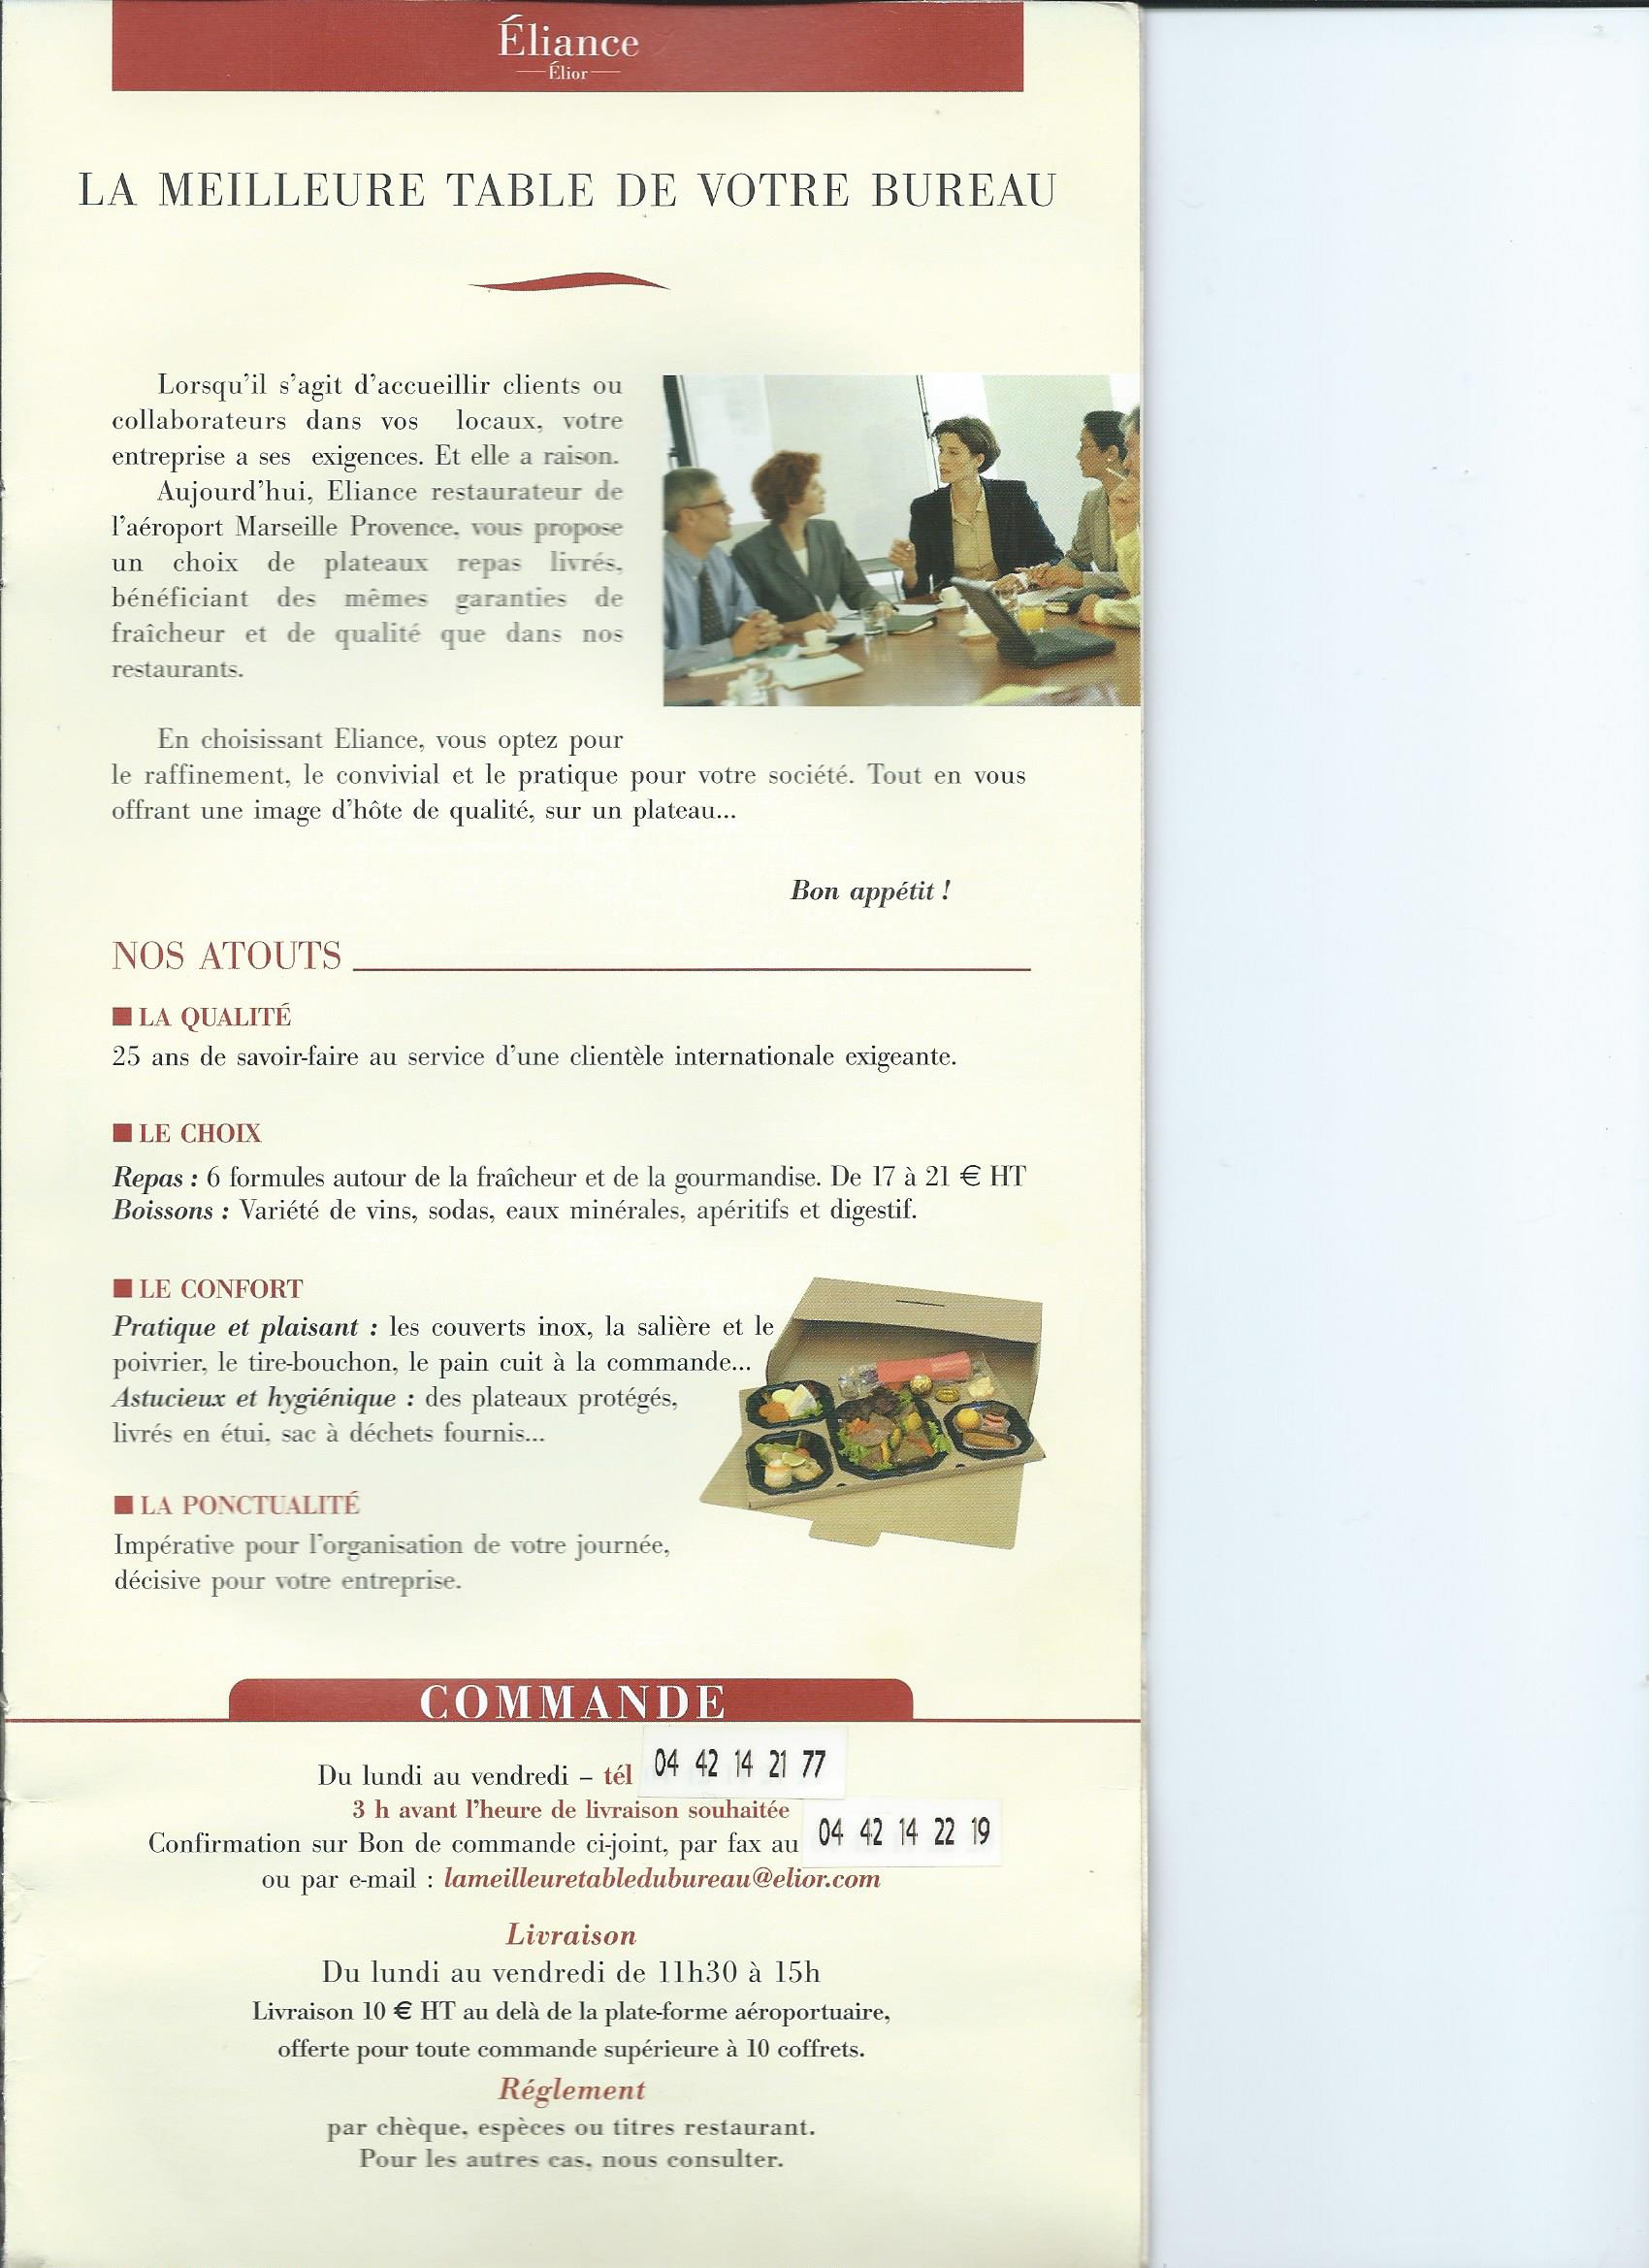 Éliance
Élior
LA MEILLEURE TABLE DE VOTRE BUREAU
Lorsqu'il s'agit d'accueillir clients ou
collaborateurs dans vos locaux, votre
entreprise a ses exigences. Et elle a raison.
Aujourd'hui, Eliance restaurateur de
l'aéroport Marseille Provence, vous propose
un choix de plateaux repas livrés,
bénéficiant des mêmes garanties de
fraîcheur et de qualité que dans nos
restaurants.
En choisissant Eliance, vous optez pour
le raffinement, le convivial et le pratique pour votre société. Tout en vous
offrant une image d'hôte de qualité, sur un plateau...
Bon appétit !
NOS ATOUTS
LA QUALITÉ
25 ans de savoir-faire au service d'une clientèle internationale exigeante.
LE CHOIX
Repas : 6 formules autour de la fraîcheur et de la gourmandise. De 17 à 21 € HT
Boissons : Variété de vins, sodas, eaux minérales, apéritifs et digestif.
LE CONFORT
Pratique et plaisant : les couverts inox, la salière et le
poivrier, le tire-bouchon, le pain cuit à la commande...
Astucieux et hygiénique : des plateaux protégés,
livrés en étui, sac à déchets fournis...
LA PONCTUALITÉ
Impérative pour l'organisation de votre journée,
décisive pour votre entreprise.
COMMANDE
Du lundi au vendredi – tél 04 42 14 21 77
3 h avant l'heure de livraison souhaitée
Confirmation sur Bon de commande ci-joint, par fax au 04 42 14 22 19
ou par e-mail : lameilleuretabledubureau@elior.com
Livraison
Du lundi au vendredi de 11h30 à 15h
Livraison 10 € HT au delà de la plate-forme aéroportuaire,
offerte pour toute commande supérieure à 10 coffrets.
Réglement
par chèque, espèces ou titres restaurant.
Pour les autres cas, nous consulter.